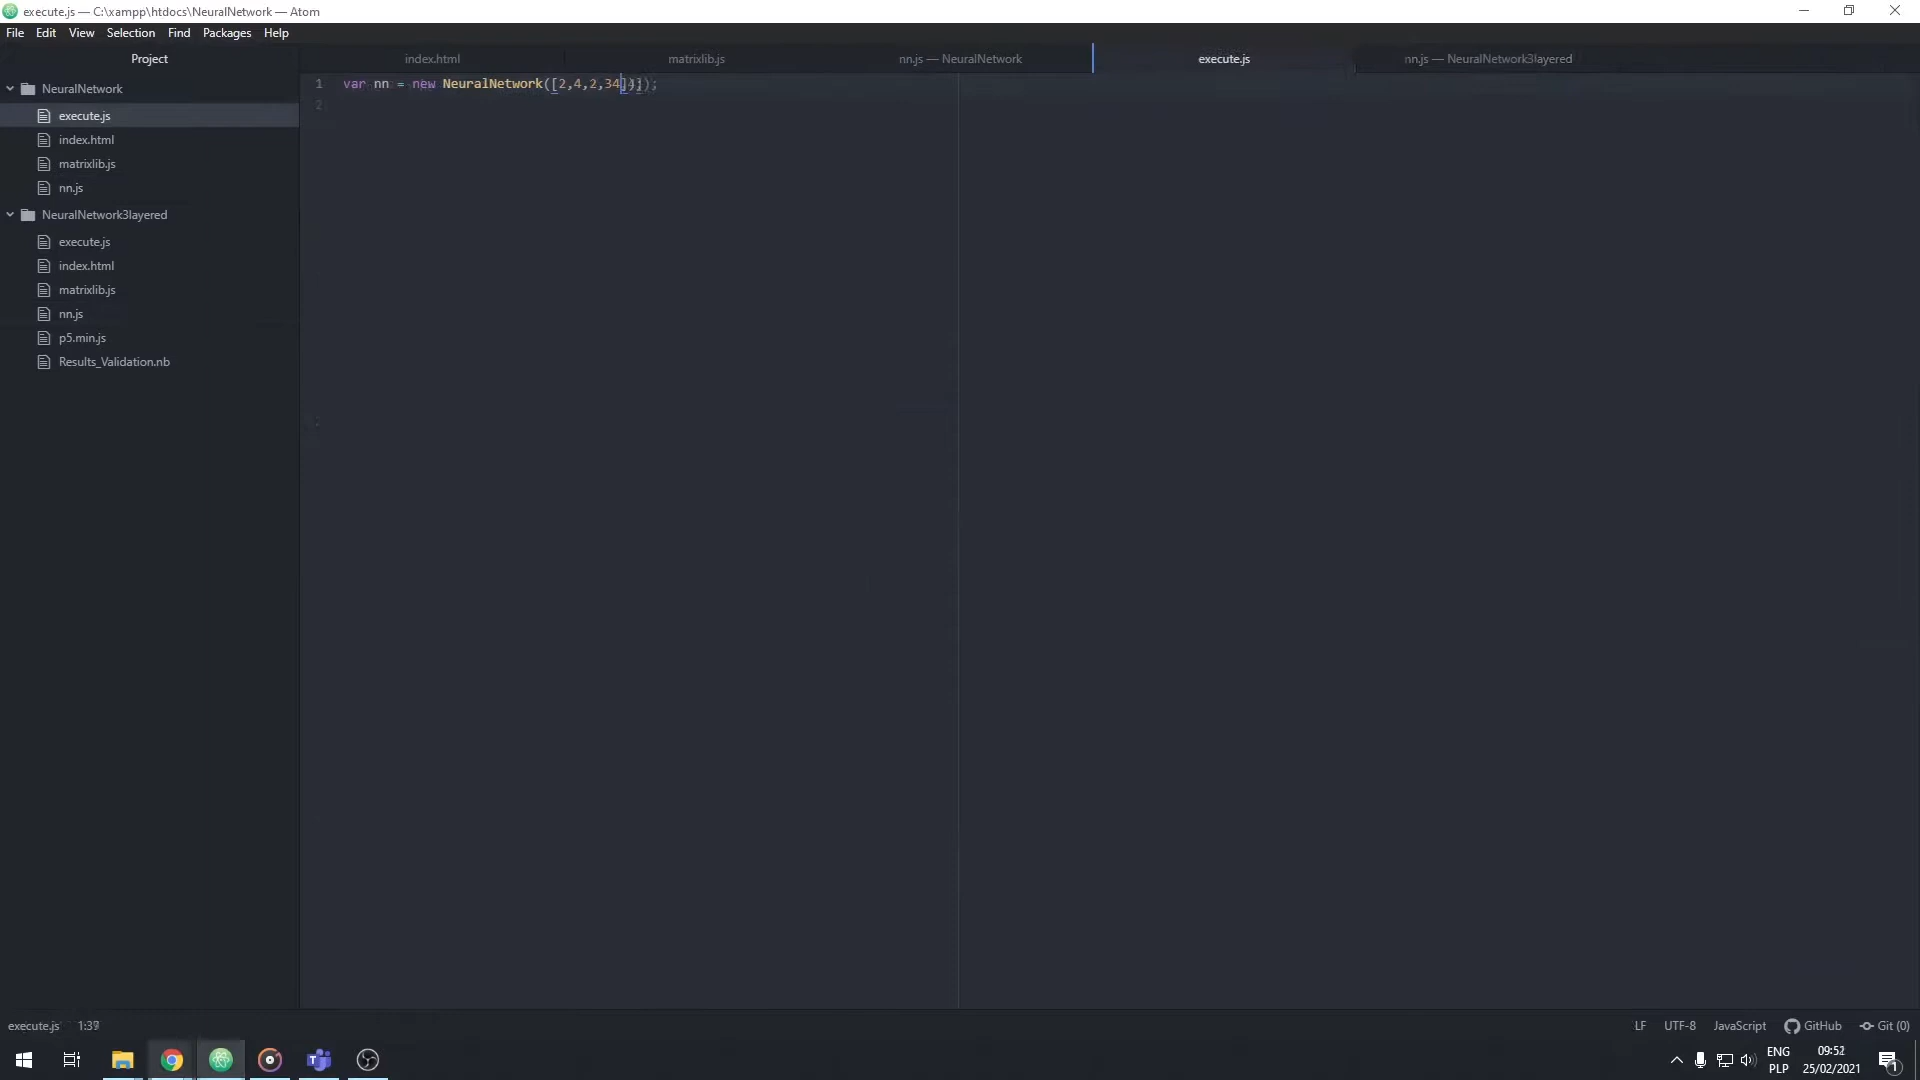 execute.js — C:\xampp\htdocs\NeuralNetwork — Atom
File Edit View Selection Find Packages Help
Project
index.html
matrixlib.js
nn.js — NeuralNetwork
execute.js
nn.js — NeuralNetwork3layered
NeuralNetwork
execute.js
index.html
matrixlib.js
nn.js
NeuralNetwork3layered
execute.js
index.html
matrixlib.js
nn.js
p5.min.js
Results_Validation.nb
1 var nn = new NeuralNetwork([2,4,2,
2
execute.js
LF UTF-8 JavaScript GitHub Git (0)
ENG 09:52
PLP 25/02/2021
1